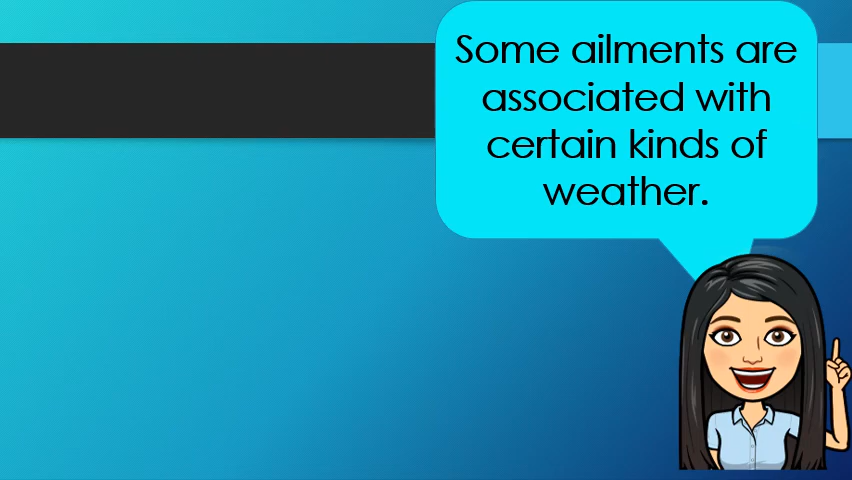 Some ailments are
associated with
certain kinds of
weather.